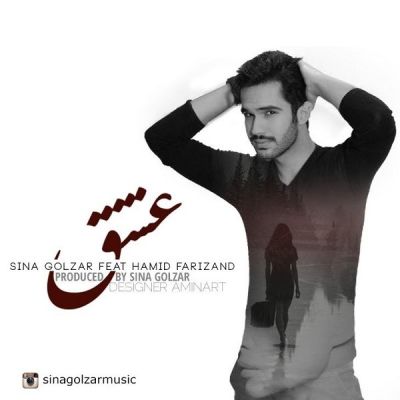 عشق
SINA GOLZAR FEAT HAMID FARIZAND
PRODUCED BY SINA GOLZAR
DESIGNER AMINART
sinagolzarmusic